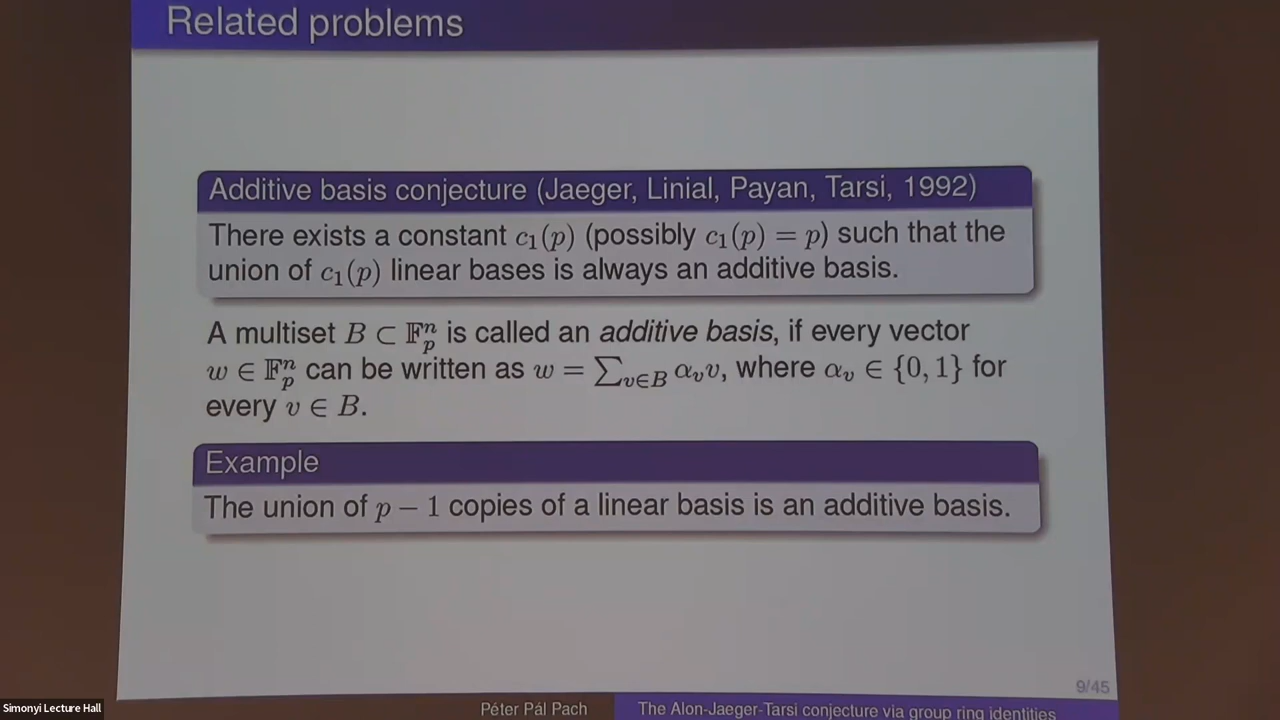 Related problems
Additive basis conjecture (Jaeger, Linial, Payan, Tarsi, 1992)
There exists a constant c₁(p) (possibly c₁(p) = p) such that the
union of c₁(p) linear bases is always an additive basis.
A multiset B ⊂ 𝔽ₚⁿ is called an additive basis, if every vector
w ∈ 𝔽ₚⁿ can be written as w = ∑_{v∈B} αᵥv, where αᵥ ∈ {0, 1} for
every v ∈ B.
Example
The union of p − 1 copies of a linear basis is an additive basis.
9/45
Péter Pál Pach
The Alon-Jaeger-Tarsi conjecture via group ring identities
Simonyi Lecture Hall